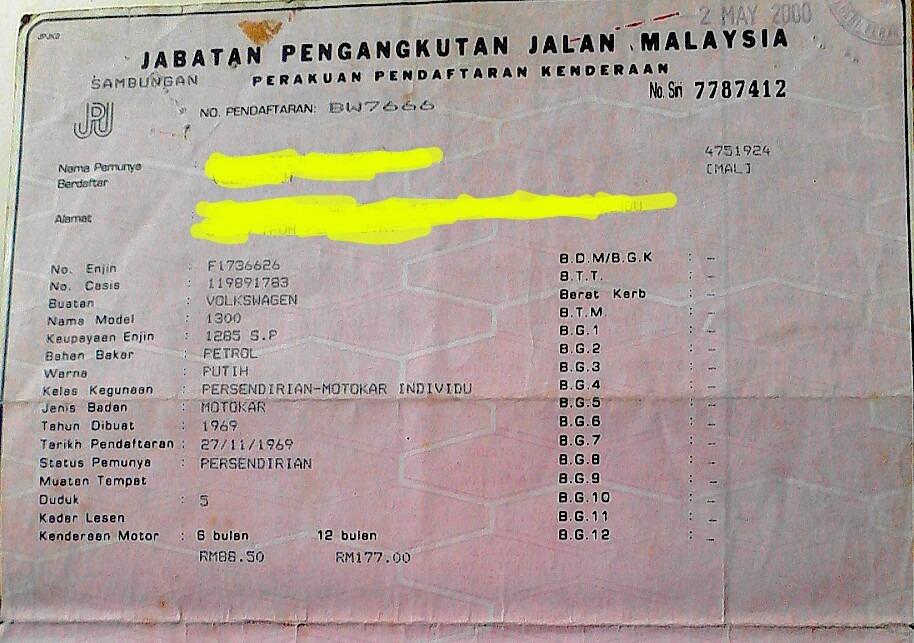 JPJK8
2 MAY 2000
JABATAN PENGANGKUTAN JALAN MALAYSIA
SAMBUNGAN
PERAKUAN PENDAFTARAN KENDERAAN
No. Siri 7787412
JPJ
NO. PENDAFTARAN: BW7666
Nama Pemunya
Berdaftar
4751924
[MAL]
Alamat
No. Enjin : F1736626
No. Casis : 119891783
Buatan : VOLKSWAGEN
Nama Model : 1300
Keupayaan Enjin : 1285 S.P
Bahan Bakar : PETROL
Warna : PUTIH
Kelas Kegunaan : PERSENDIRIAN-MOTOKAR INDIVIDU
Jenis Badan : MOTOKAR
Tahun Dibuat : 1969
Tarikh Pendaftaran : 27/11/1969
Status Pemunya : PERSENDIRIAN
Muatan Tempat
Duduk : 5
Kadar Lesen
Kenderaan Motor : 6 bulan 12 bulan
RM88.50 RM177.00
B.D.M/B.G.K : -
B.T.T. : -
Berat Kerb : -
B.T.M. : -
B.G.1 : -
B.G.2 : -
B.G.3 : -
B.G.4 : -
B.G.5 : -
B.G.6 : -
B.G.7 : -
B.G.8 : -
B.G.9 : -
B.G.10 : -
B.G.11 : -
B.G.12 : -